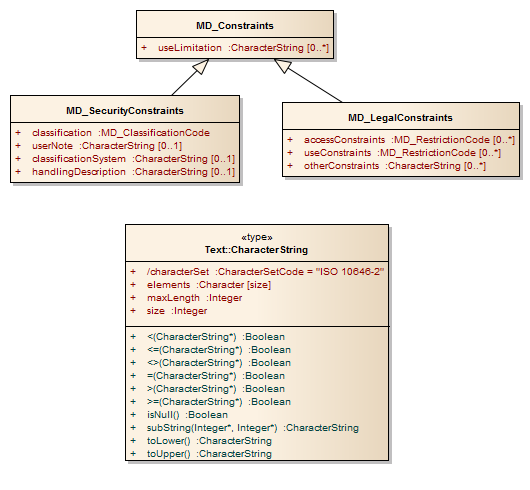 MD_Constraints
+ useLimitation :CharacterString [0..*]
MD_SecurityConstraints
+ classification :MD_ClassificationCode
+ userNote :CharacterString [0..1]
+ classificationSystem :CharacterString [0..1]
+ handlingDescription :CharacterString [0..1]
MD_LegalConstraints
+ accessConstraints :MD_RestrictionCode [0..*]
+ useConstraints :MD_RestrictionCode [0..*]
+ otherConstraints :CharacterString [0..*]
«type»
Text::CharacterString
+ /characterSet :CharacterSetCode = "ISO 10646-2"
+ elements :Character [size]
+ maxLength :Integer
+ size :Integer
+ <(CharacterString*) :Boolean
+ <=(CharacterString*) :Boolean
+ <>(CharacterString*) :Boolean
+ =(CharacterString*) :Boolean
+ >(CharacterString*) :Boolean
+ >=(CharacterString*) :Boolean
+ isNull() :Boolean
+ subString(Integer*, Integer*) :CharacterString
+ toLower() :CharacterString
+ toUpper() :CharacterString